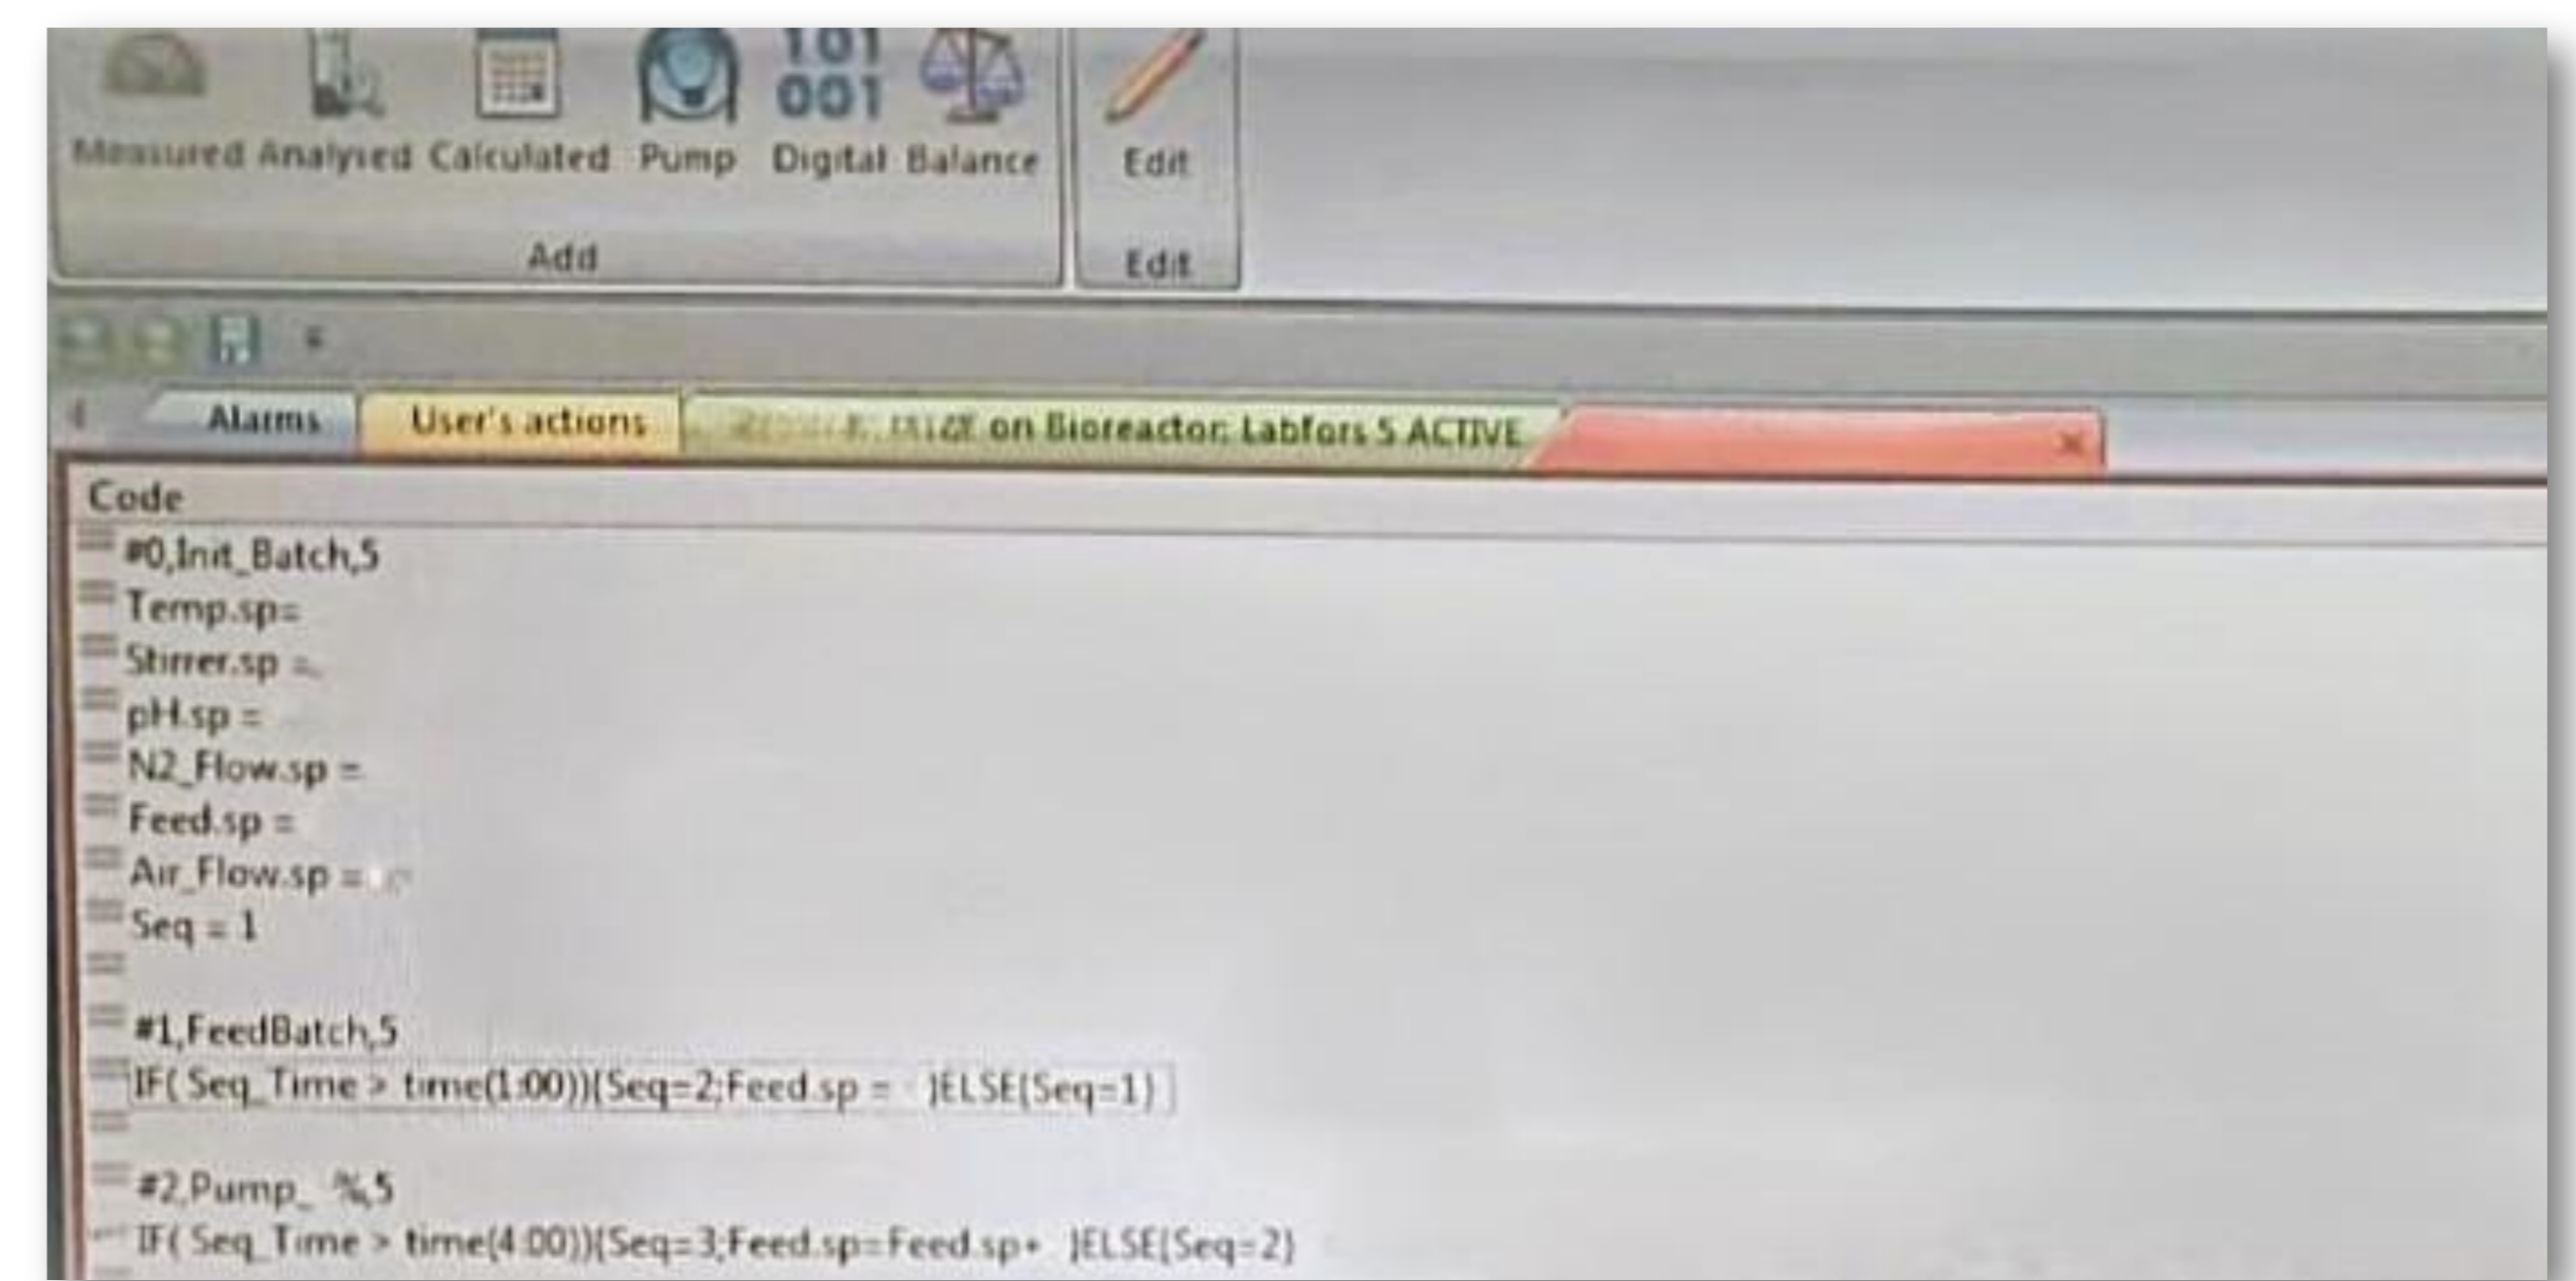 101
001
Measured Analysed Calculated Pump Digital Balance Edit
Add Edit
Alarms User's actions on Bioreactor: Labfors 5 ACTIVE
Code
#0,Init_Batch,5
Temp.sp=
Stirrer.sp =
pH.sp =
N2_Flow.sp =
Feed.sp =
Air_Flow.sp =
Seq = 1
#1,FeedBatch,5
IF( Seq_Time > time(1:00)){Seq=2;Feed.sp = }ELSE{Seq=1}
#2,Pump_ %,5
IF( Seq_Time > time(4:00)){Seq=3;Feed.sp=Feed.sp+ }ELSE{Seq=2}